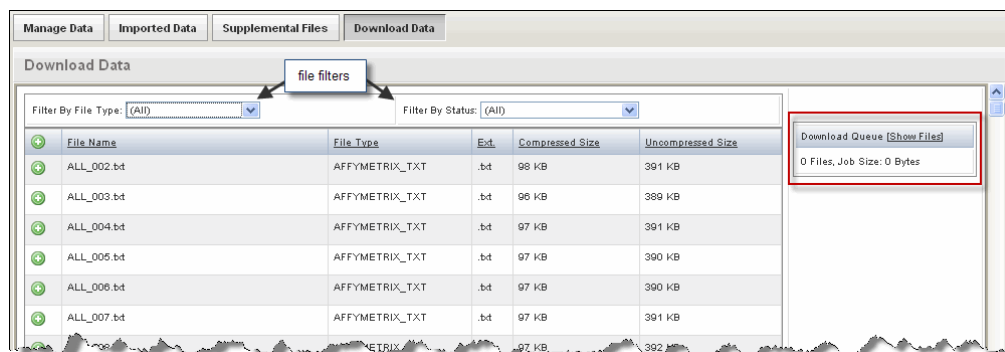 Manage Data Imported Data Supplemental Files Download Data
Download Data
file filters
Filter By File Type: (All) Filter By Status: (All)
File Name File Type Ext. Compressed Size Uncompressed Size
ALL_002.txt AFFYMETRIX_TXT .txt 98 KB 391 KB
ALL_003.txt AFFYMETRIX_TXT .txt 96 KB 389 KB
ALL_004.txt AFFYMETRIX_TXT .txt 97 KB 391 KB
ALL_005.txt AFFYMETRIX_TXT .txt 97 KB 390 KB
ALL_006.txt AFFYMETRIX_TXT .txt 97 KB 390 KB
ALL_007.txt AFFYMETRIX_TXT .txt 97 KB 391 KB
97 KB 392
Download Queue [Show Files]
0 Files, Job Size: 0 Bytes